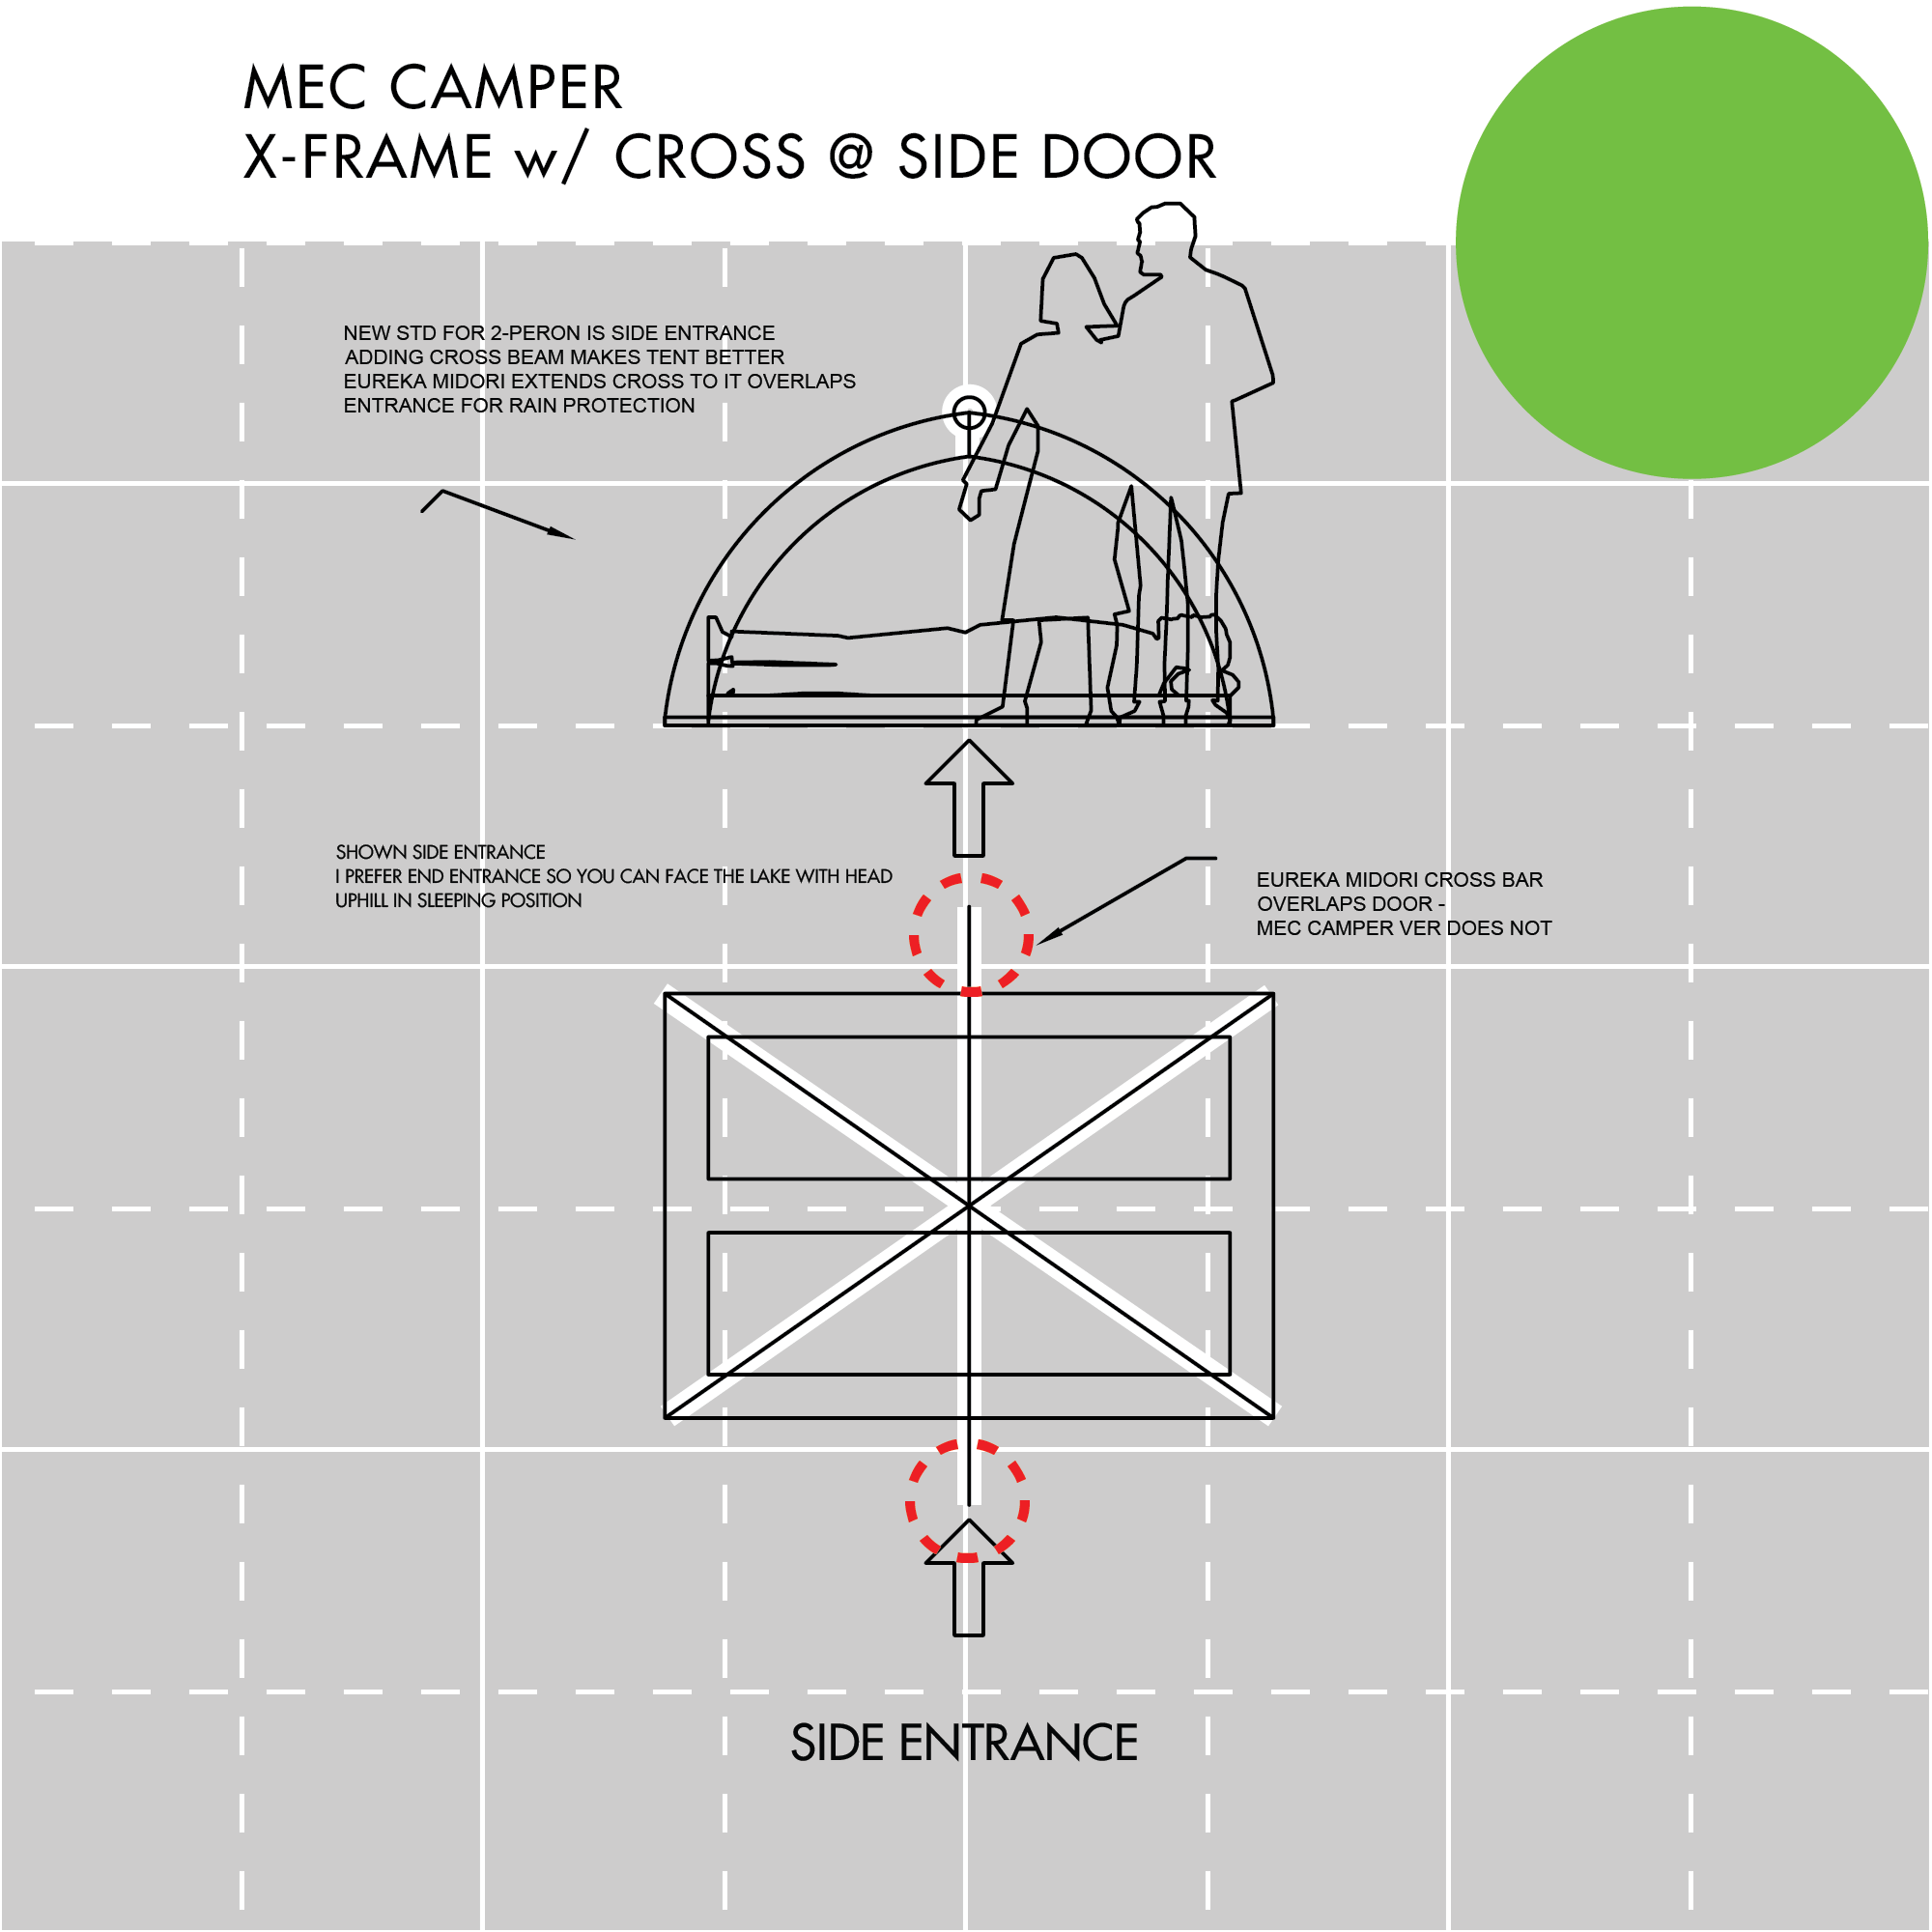 MEC CAMPER
X-FRAME w/ CROSS @ SIDE DOOR
NEW STD FOR 2-PERON IS SIDE ENTRANCE
ADDING CROSS BEAM MAKES TENT BETTER
EUREKA MIDORI EXTENDS CROSS TO IT OVERLAPS
ENTRANCE FOR RAIN PROTECTION
SHOWN SIDE ENTRANCE
I PREFER END ENTRANCE SO YOU CAN FACE THE LAKE WITH HEAD
UPHILL IN SLEEPING POSITION
EUREKA MIDORI CROSS BAR
OVERLAPS DOOR -
MEC CAMPER VER DOES NOT
SIDE ENTRANCE